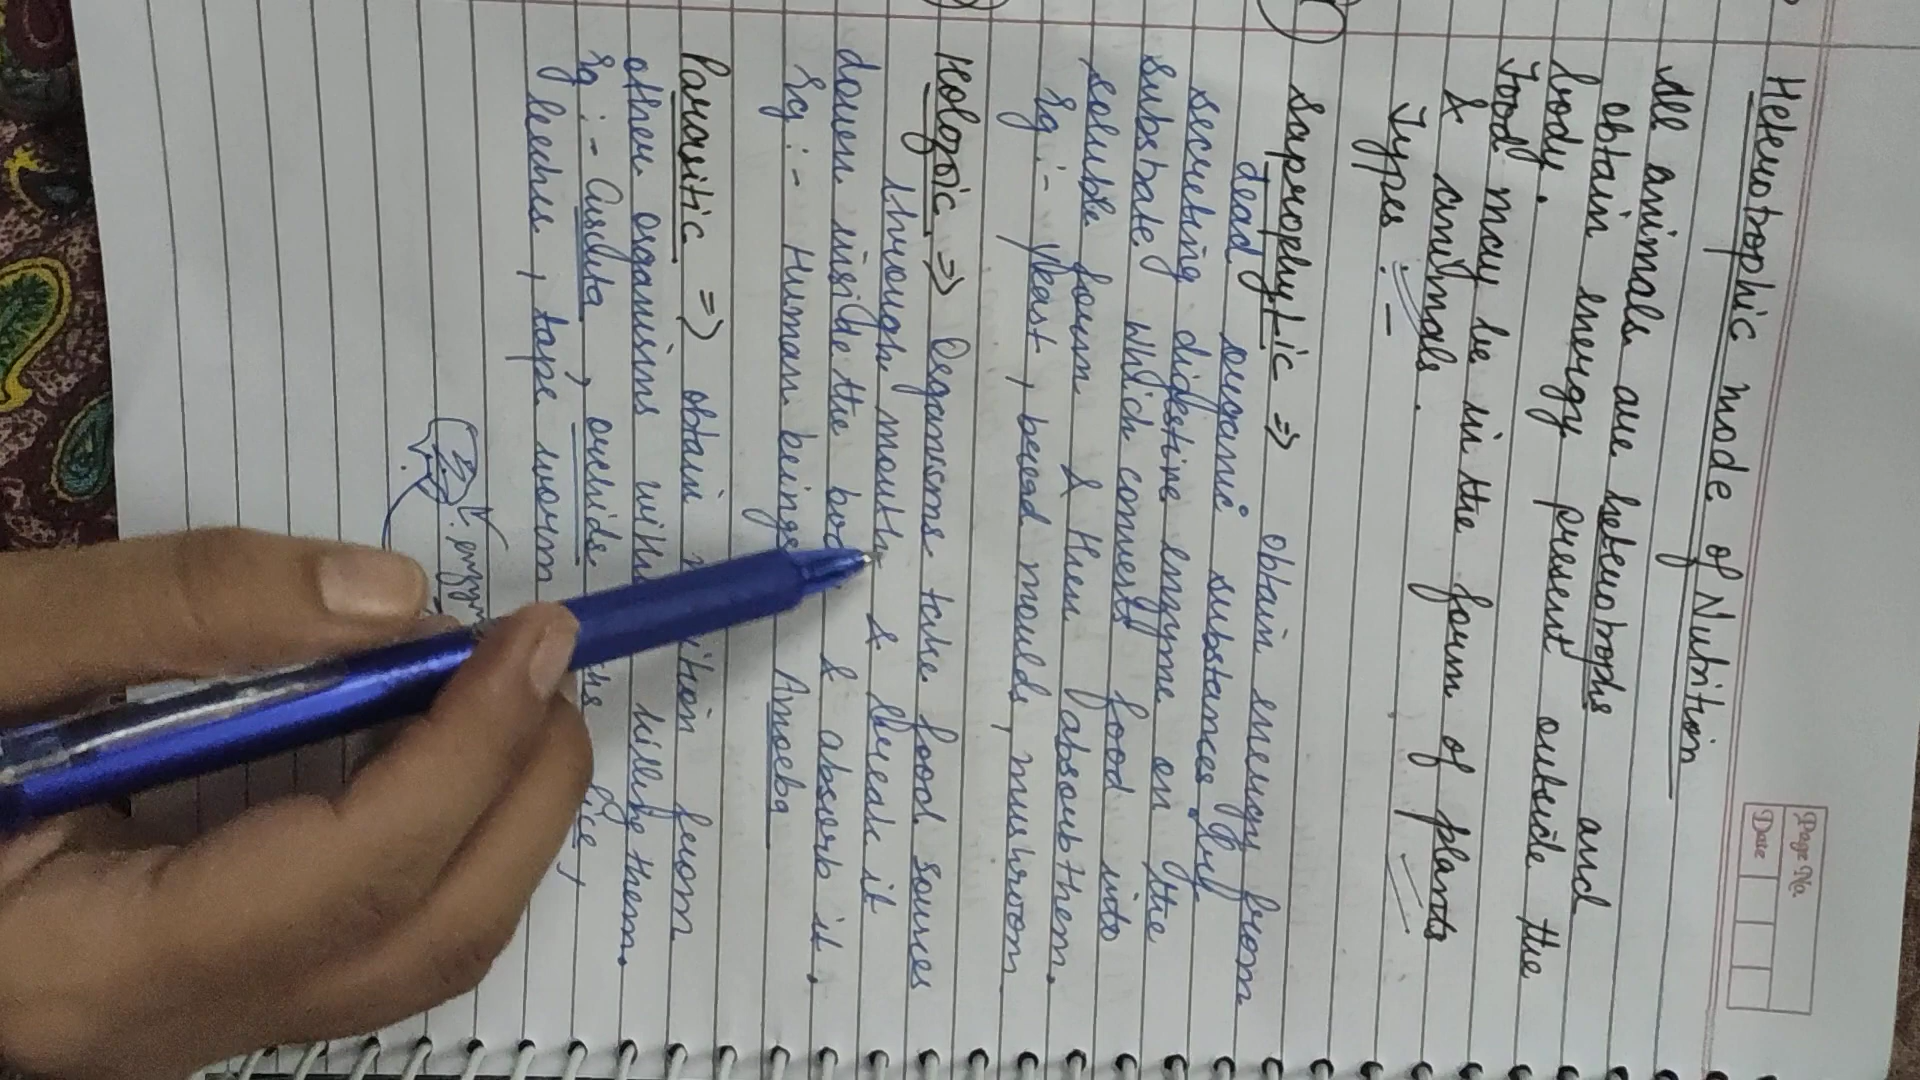 Page No.
Date
Heterotrophic mode of Nutrition
All animals are heterotrophs and
obtain energy present outside the
body.
Food may be in the form of plants
& animals.
Types :-
Saprophytic => obtain energy from
dead organic substances by
secreting digestive enzyme on the
substrate which convert food into
soluble form & then absorb them.
Eg :- Yeast, bread moulds, mushroom
Holozoic => Organisms take food sources
through mouth & break it
down inside the & absorb it.
Eg :- Human beings Amoeba
Parasitic => obtain from
other organisms killing them.
Eg :- Cuscuta, orchids
leeches, tape worm